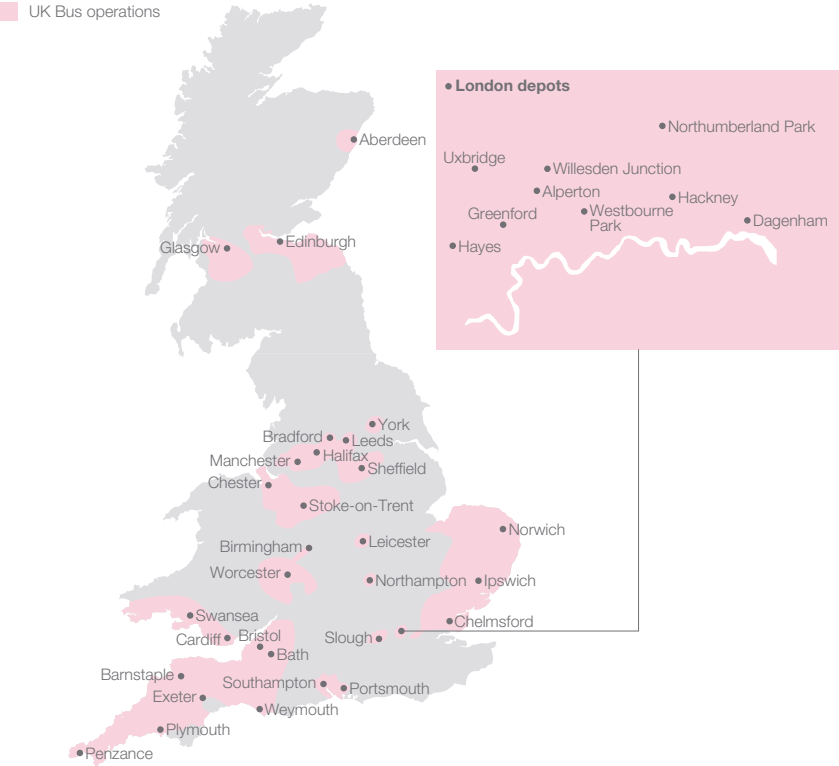 UK Bus operations
London depots
Northumberland Park
Uxbridge
Willesden Junction
Alperton
Hackney
Greenford
Westbourne
Park
Dagenham
Hayes
Aberdeen
Glasgow
Edinburgh
York
Bradford
Leeds
Halifax
Manchester
Sheffield
Chester
Stoke-on-Trent
Norwich
Leicester
Birmingham
Worcester
Northampton
Ipswich
Swansea
Chelmsford
Cardiff
Bristol
Slough
Bath
Barnstaple
Southampton
Portsmouth
Exeter
Weymouth
Plymouth
Penzance